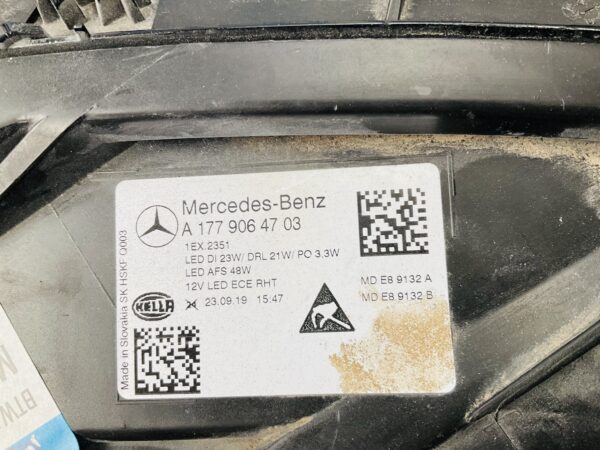 Mercedes-Benz
A 177 906 47 03
1EX.2351
LED DI 23W/ DRL 21W/ PO 3,3W
LED AFS 48W
12V LED ECE RHT
HELLA 23.09.19 15:47
MD E8 9132 A
MD E8 9132 B
Made in Slovakia SK HSKF Q003
BTW